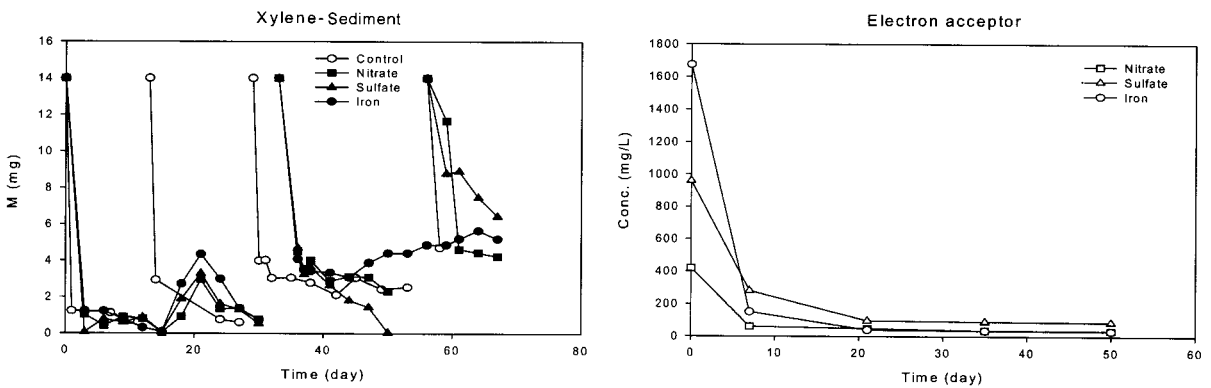 Xylene-Sediment
16
14
12
10
8
6
4
2
0
M (mg)
Control
Nitrate
Sulfate
Iron
0 20 40 60 80
Time (day)
Electron acceptor
1800
1600
1400
1200
1000
800
600
400
200
0
Conc. (mg/L)
Nitrate
Sulfate
Iron
0 10 20 30 40 50 60
Time (day)